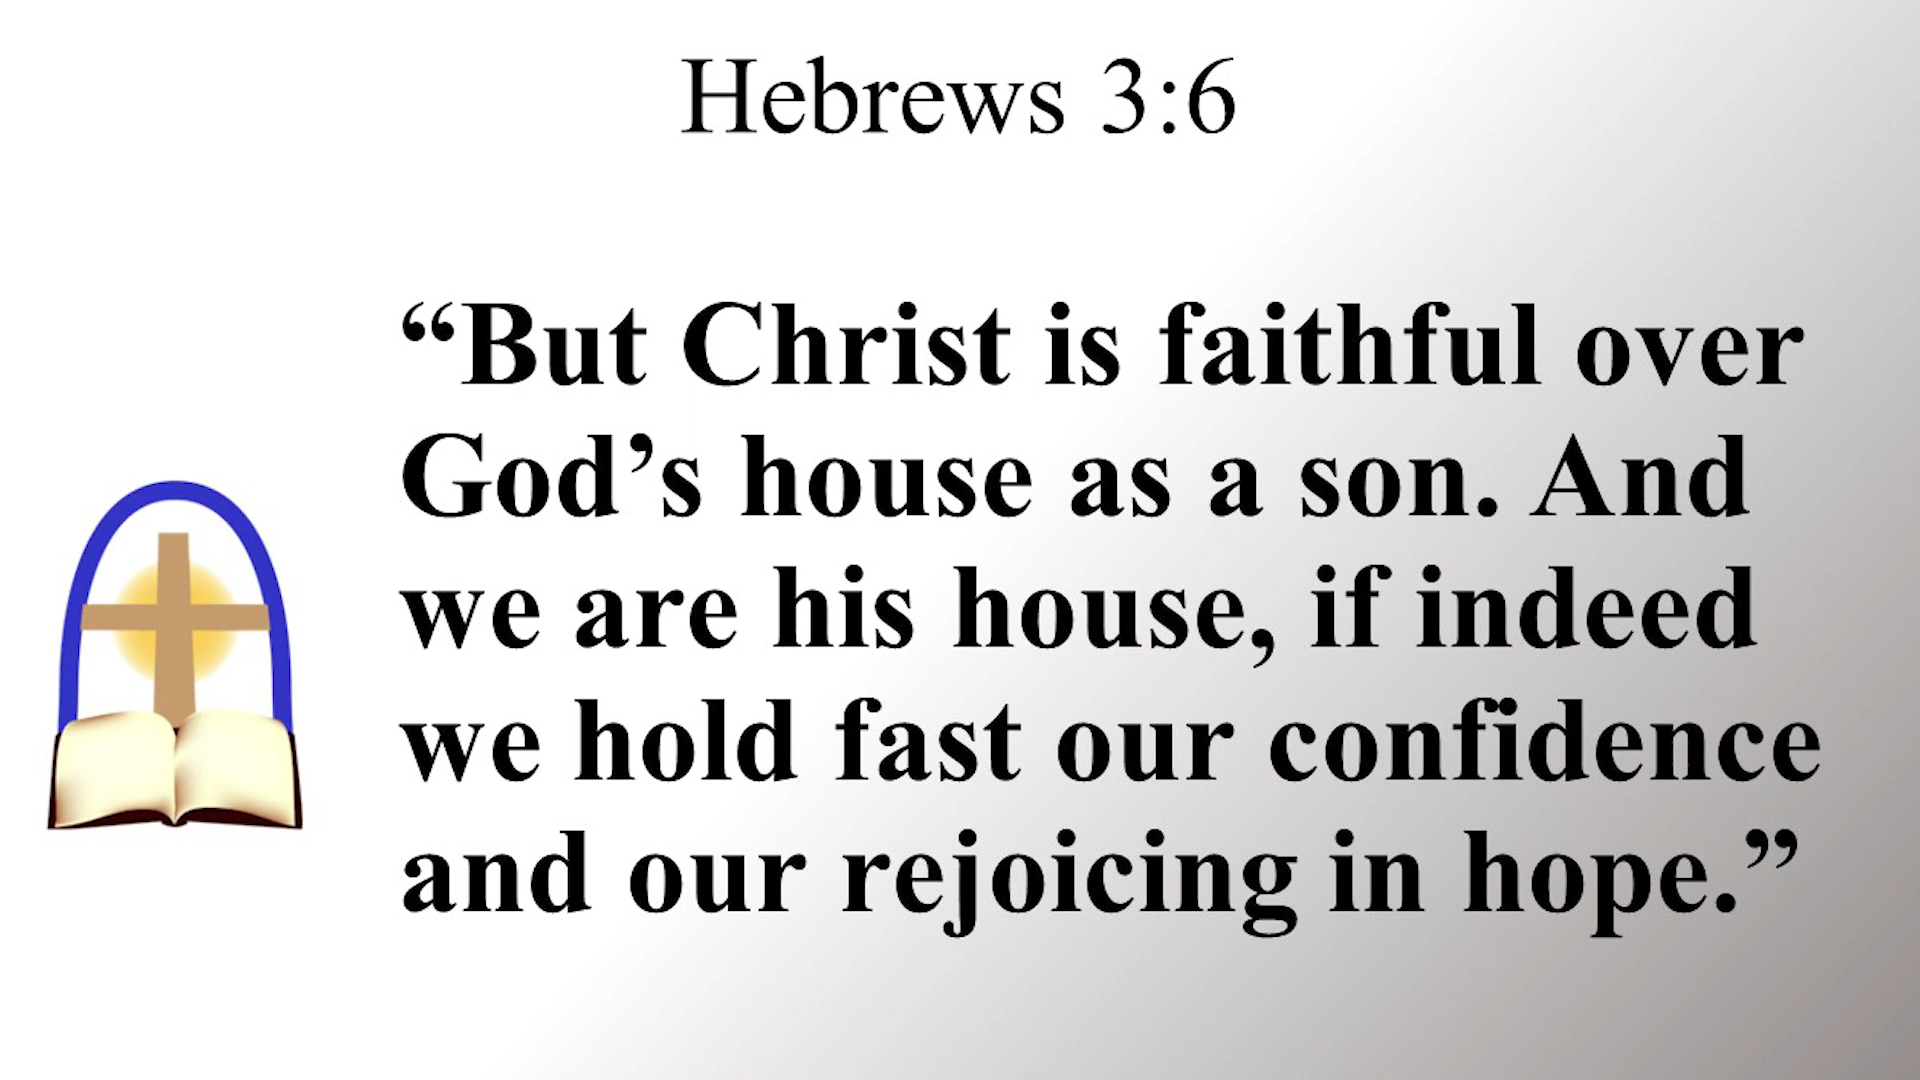 Hebrews 3:6
“But Christ is faithful over
God’s house as a son. And
we are his house, if indeed
we hold fast our confidence
and our rejoicing in hope.”